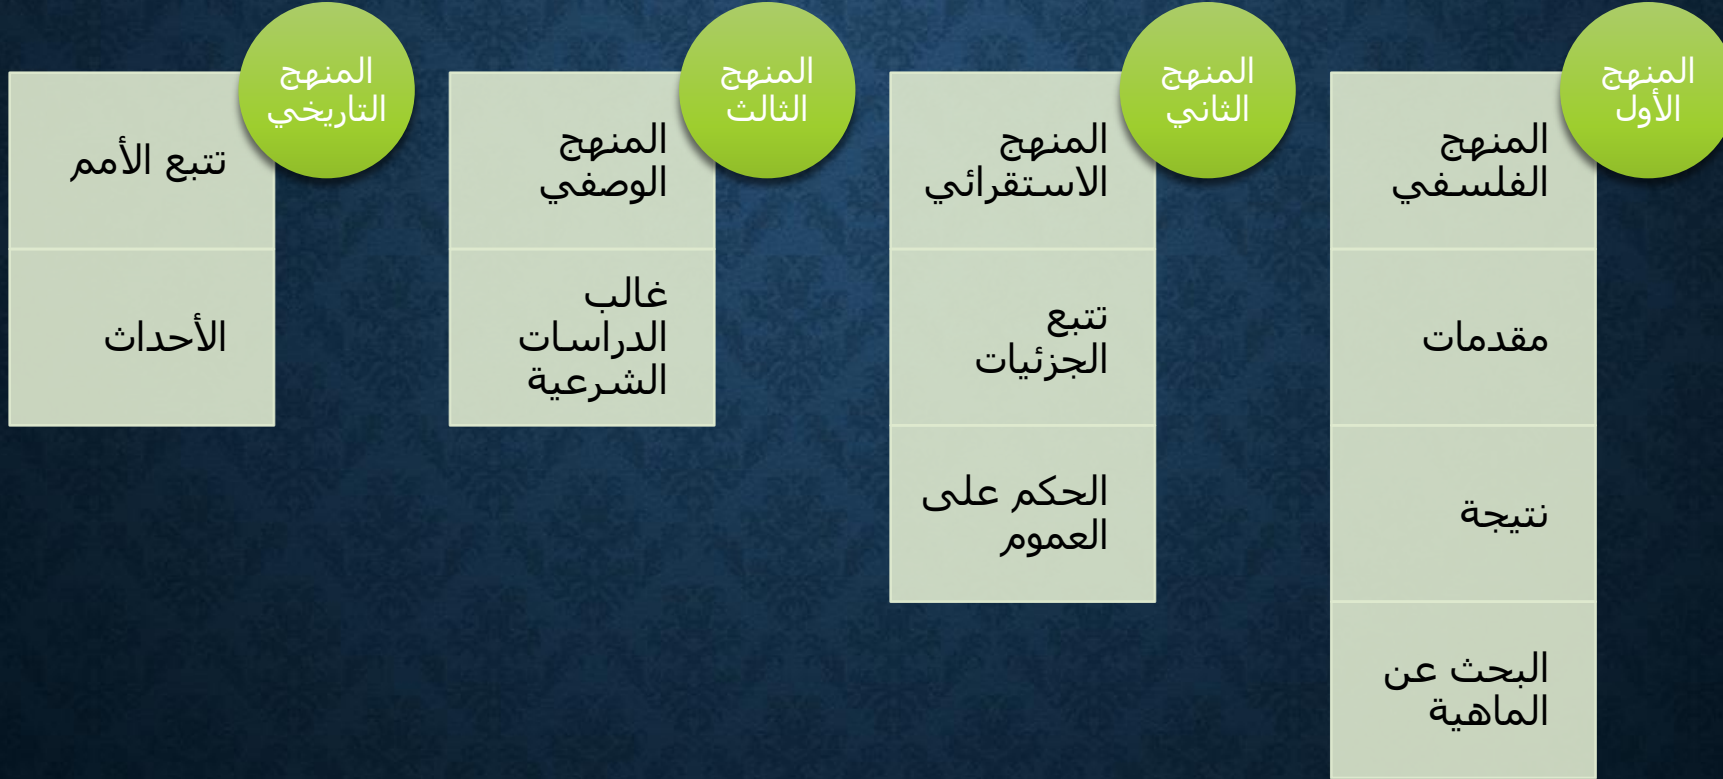 المنهج
الأول
المنهج
الفلسفي
مقدمات
نتيجة
البحث عن
الماهية
المنهج
الثاني
المنهج
الاستقرائي
تتبع
الجزئيات
الحكم على
العموم
المنهج
الثالث
المنهج
الوصفي
غالب
الدراسات
الشرعية
المنهج
التاريخي
تتبع الأمم
الأحداث